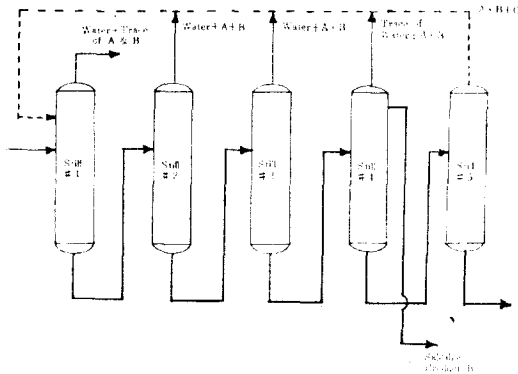 Water+Trace
of A & B
Water+A+B
Water+A+B
Trace of
Water+A+B
A+B+C
Still
#1
Still
#2
Still
#3
Still
#4
Still
#5
Sidedraw
Product B